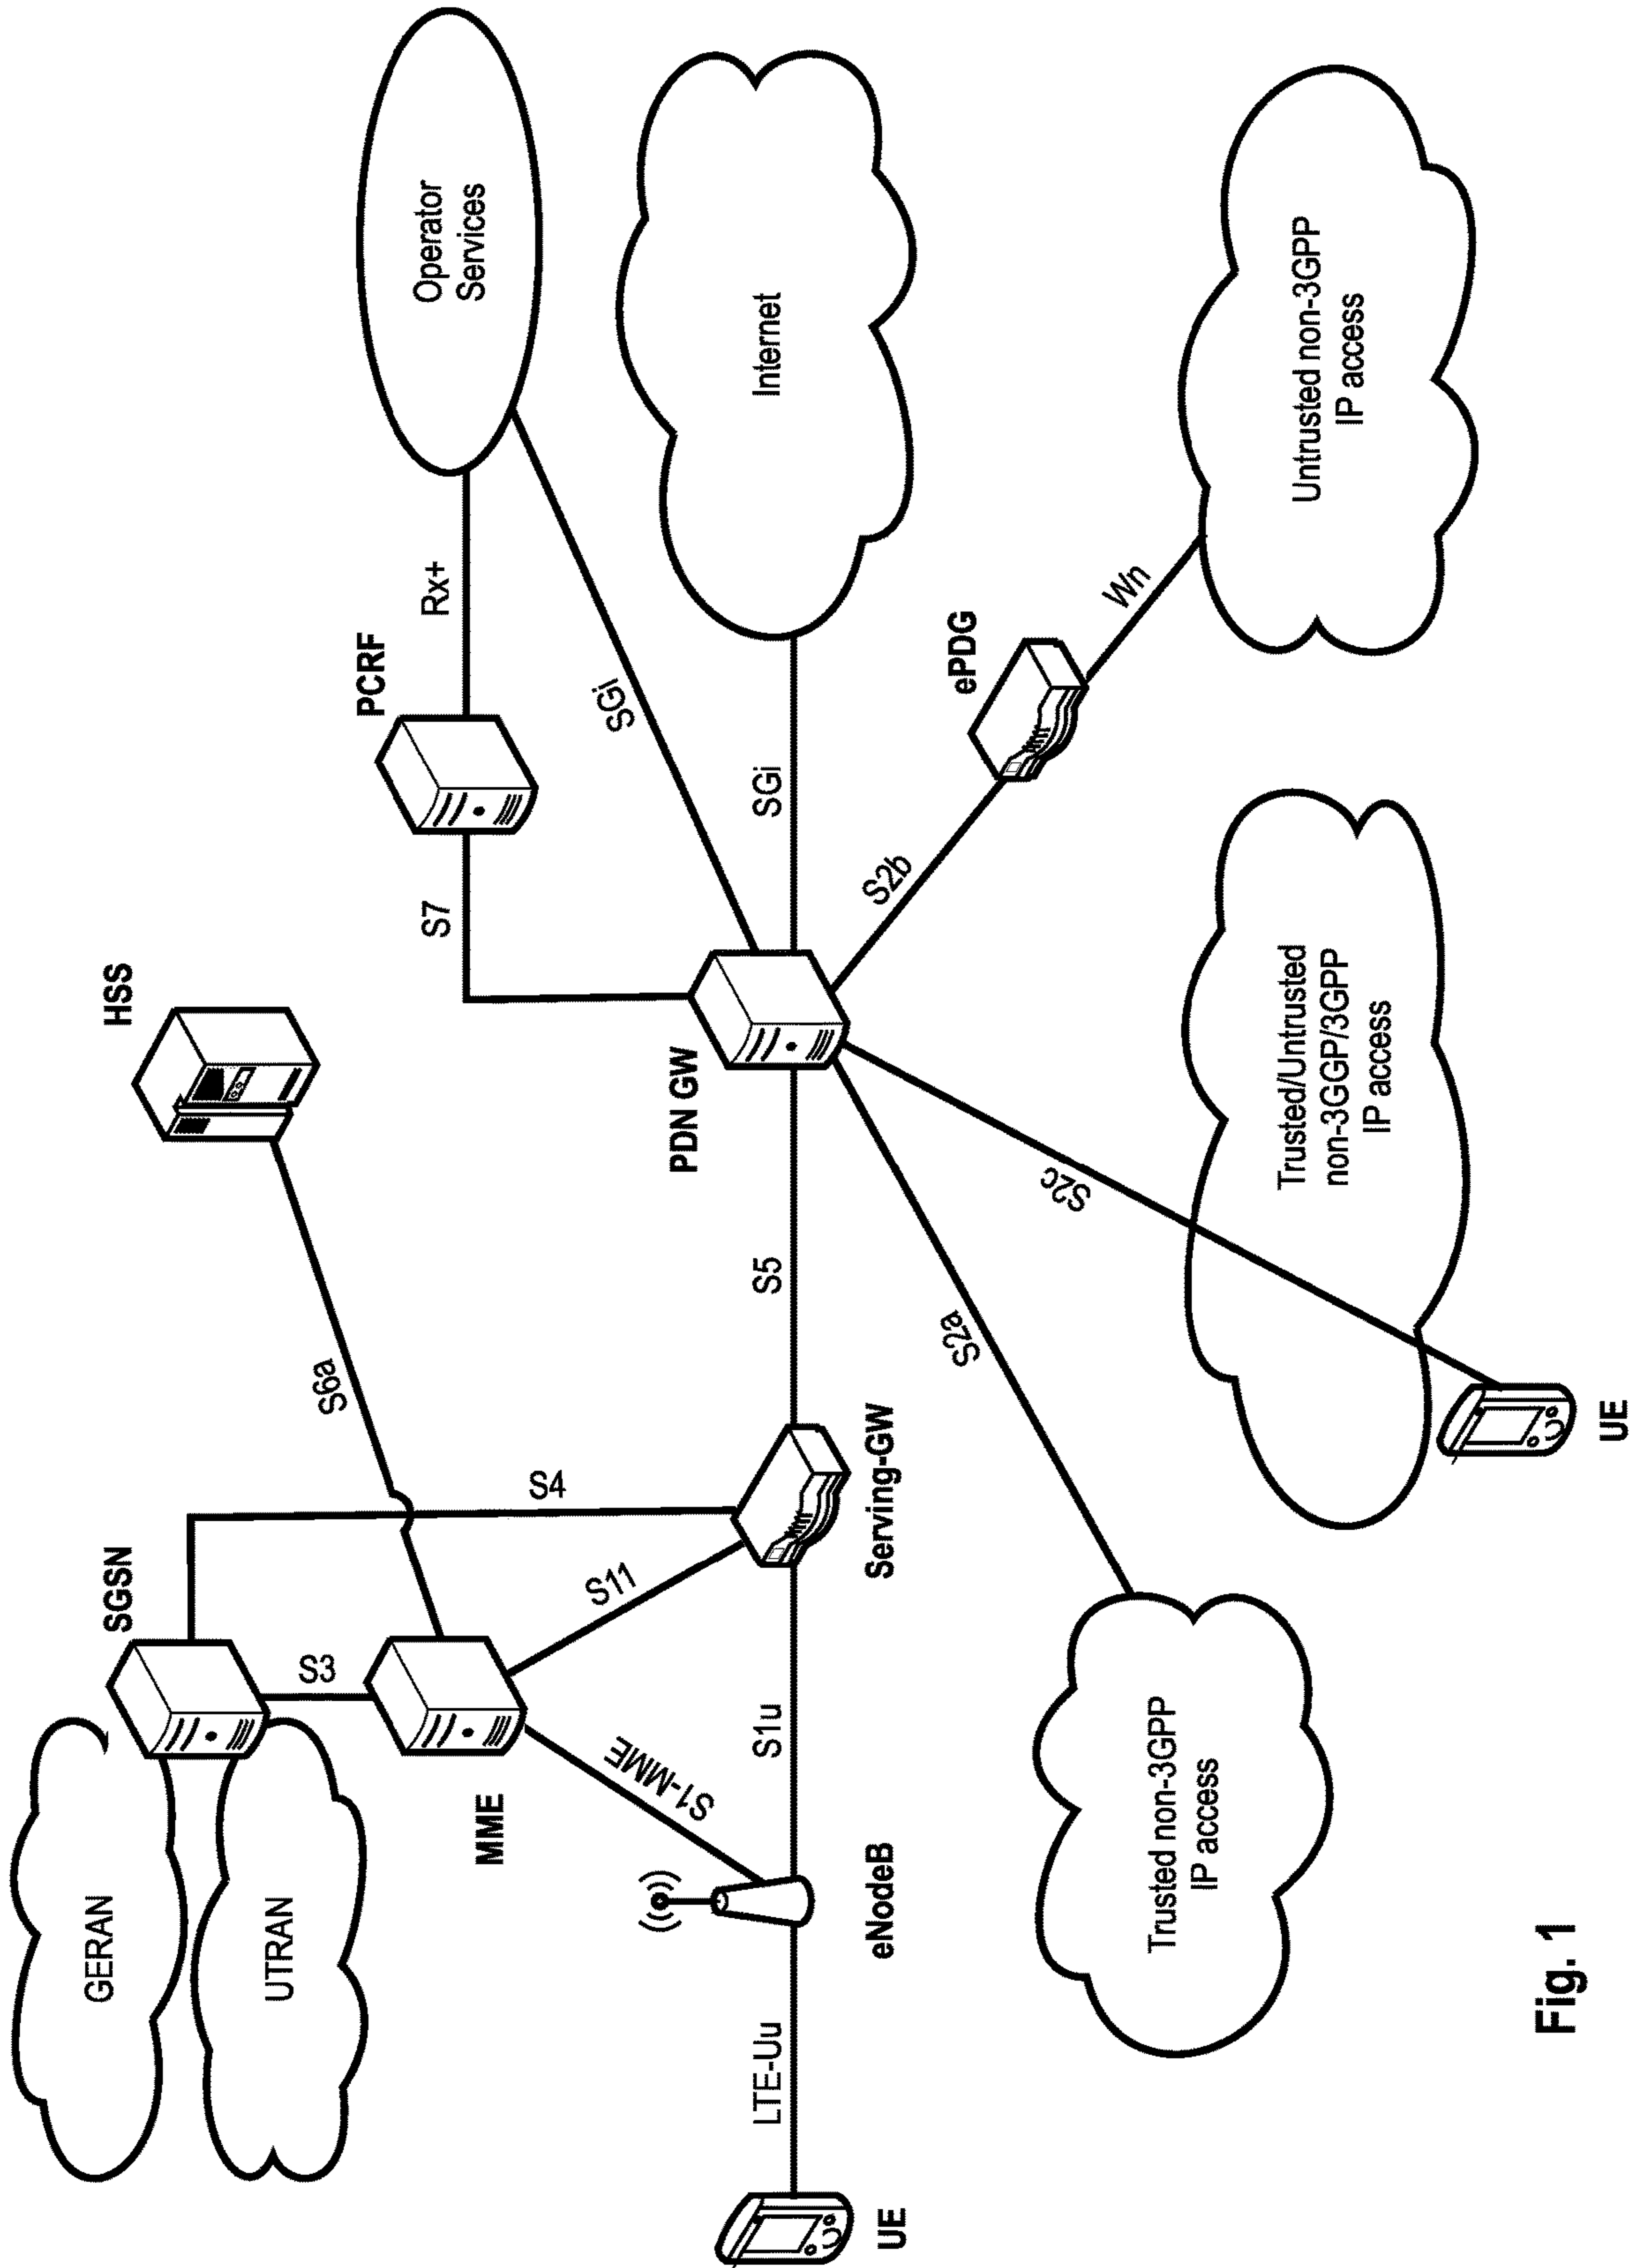 GERAN
UTRAN
SGSN
HSS
S3
S4
S6a
MME
S11
S1-MME
S7
PCRF
Rx+
Operator
Services
SGi
PDN GW
Internet
UE
LTE-Uu
eNodeB
S1u
Serving-GW
S5
SGi
S2a
S2c
S2b
ePDG
Wn
Trusted non-3GPP
IP access
UE
Trusted/Untrusted
non-3GGP/3GPP
IP access
Untrusted non-3GPP
IP access
Fig. 1